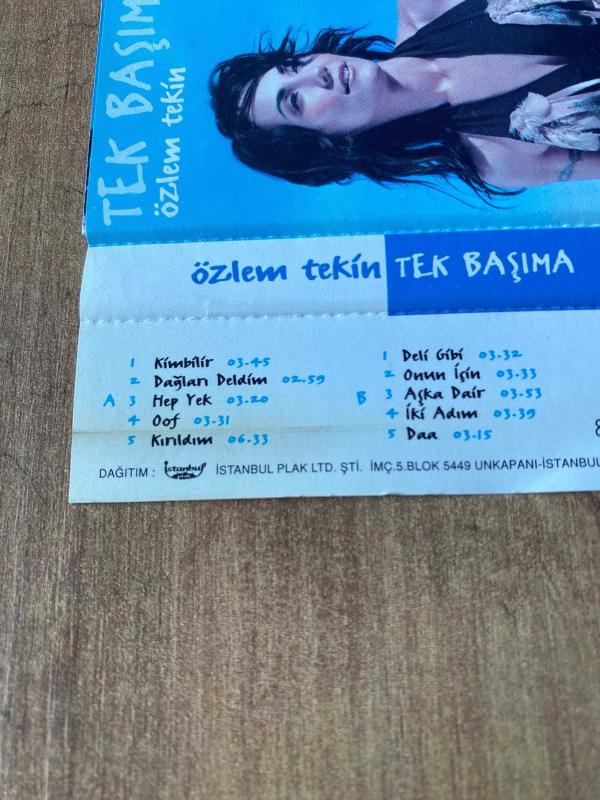 TEK BAŞIM
özlem tekin
özlem tekin TEK BAŞIMA
A
1 Kimbilir 03.45
2 Dağları Deldim 02.59
3 Hep Yek 03.20
4 Oof 03.31
5 Kırıldım 06.33
B
1 Deli Gibi 03.32
2 Onun İçin 03.33
3 Aşka Dair 03.53
4 İki Adım 03.39
5 Daa 03.15
DAĞITIM : istanbul plak İSTANBUL PLAK LTD. ŞTİ. İMÇ.5.BLOK 5449 UNKAPANI-İSTANBUL